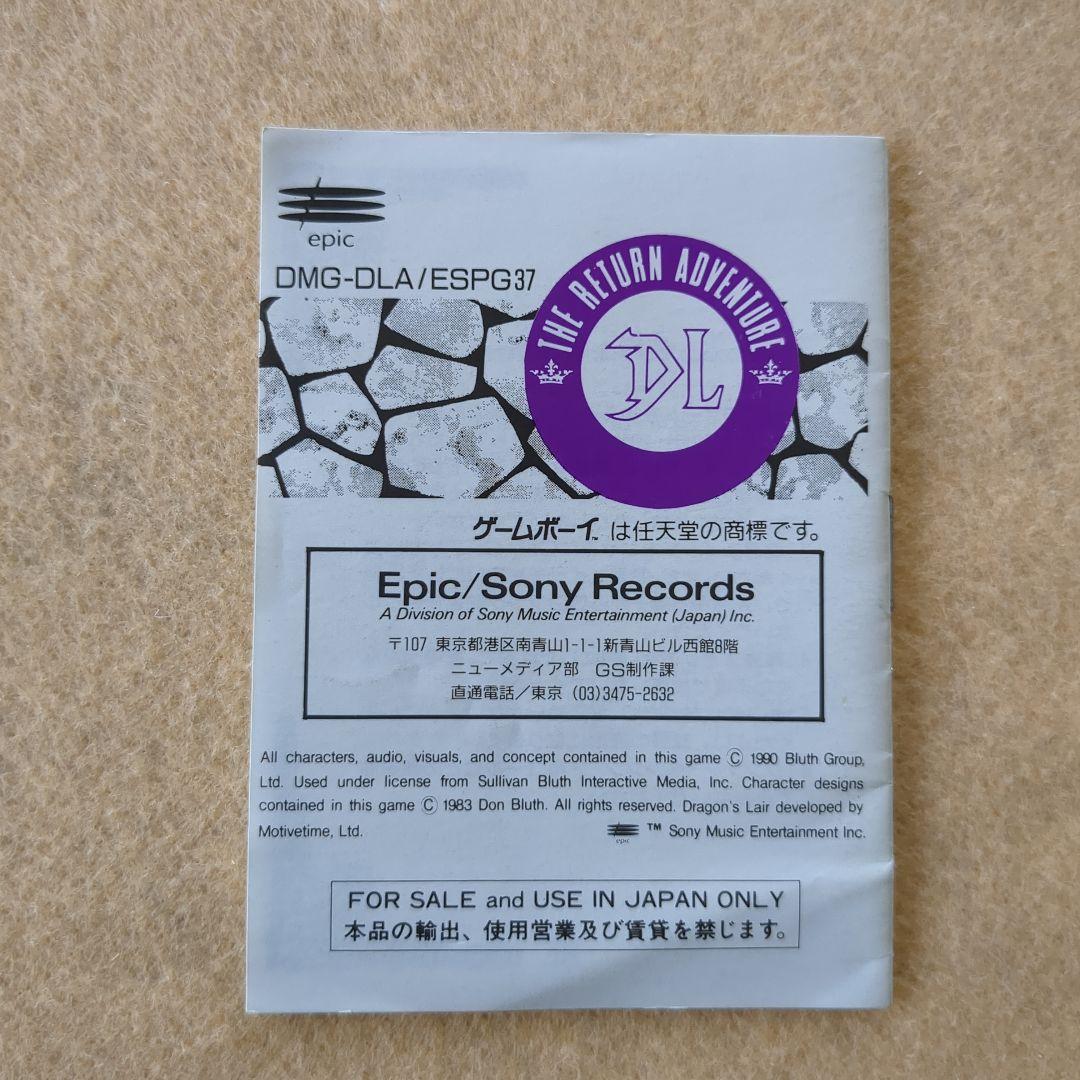 epic
DMG-DLA/ESPG37
THE RETURN ADVENTURE
DL
ゲームボーイ™ は任天堂の商標です。
Epic/Sony Records
A Division of Sony Music Entertainment (Japan) Inc.
〒107 東京都港区南青山1-1-1新青山ビル西館8階
ニューメディア部 GS制作課
直通電話／東京 (03)3475-2632
All characters, audio, visuals, and concept contained in this game Ⓒ 1990 Bluth Group,
Ltd. Used under license from Sullivan Bluth Interactive Media, Inc. Character designs
contained in this game Ⓒ 1983 Don Bluth. All rights reserved. Dragon's Lair developed by
Motivetime, Ltd.
epic ™ Sony Music Entertainment Inc.
FOR SALE and USE IN JAPAN ONLY
本品の輸出、使用営業及び賃貸を禁じます。